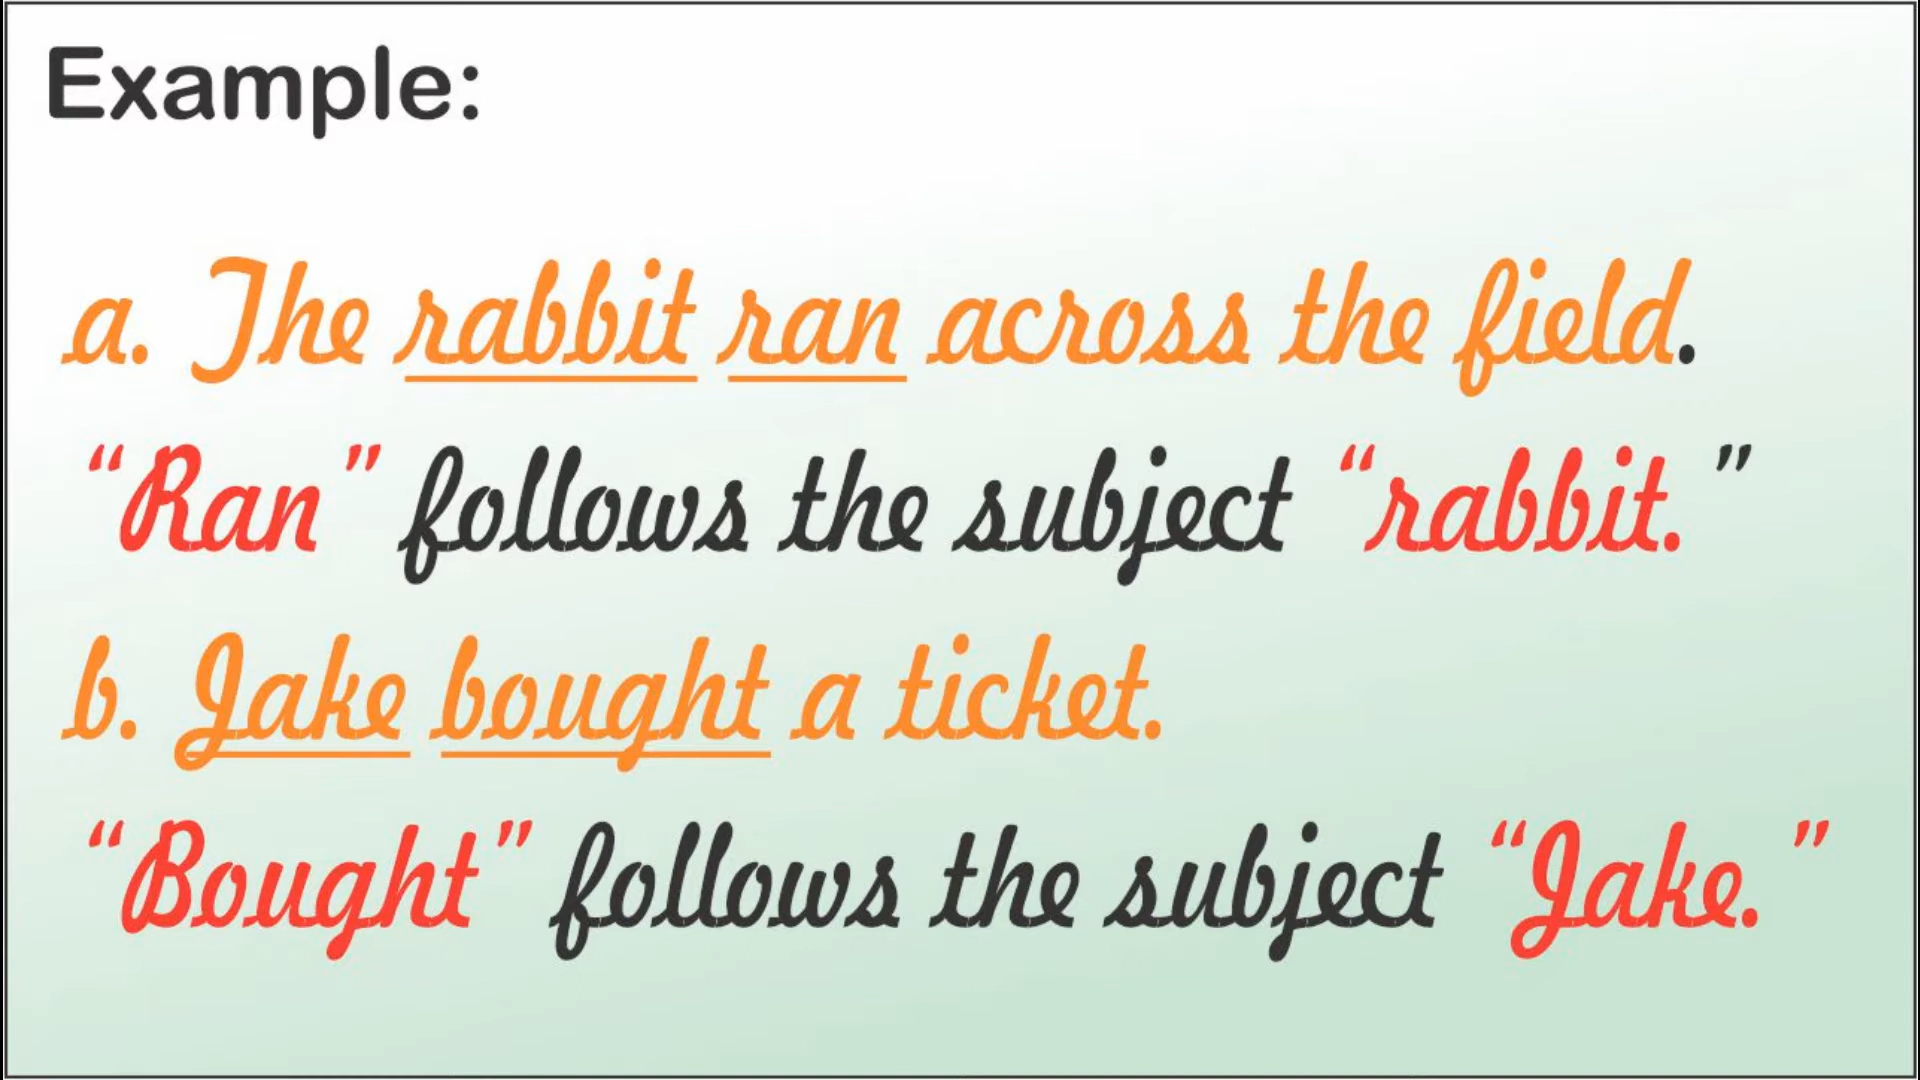 Example:
a. The rabbit ran across the field.
“Ran” follows the subject “rabbit.”
b. Jake bought a ticket.
“Bought” follows the subject “Jake.”